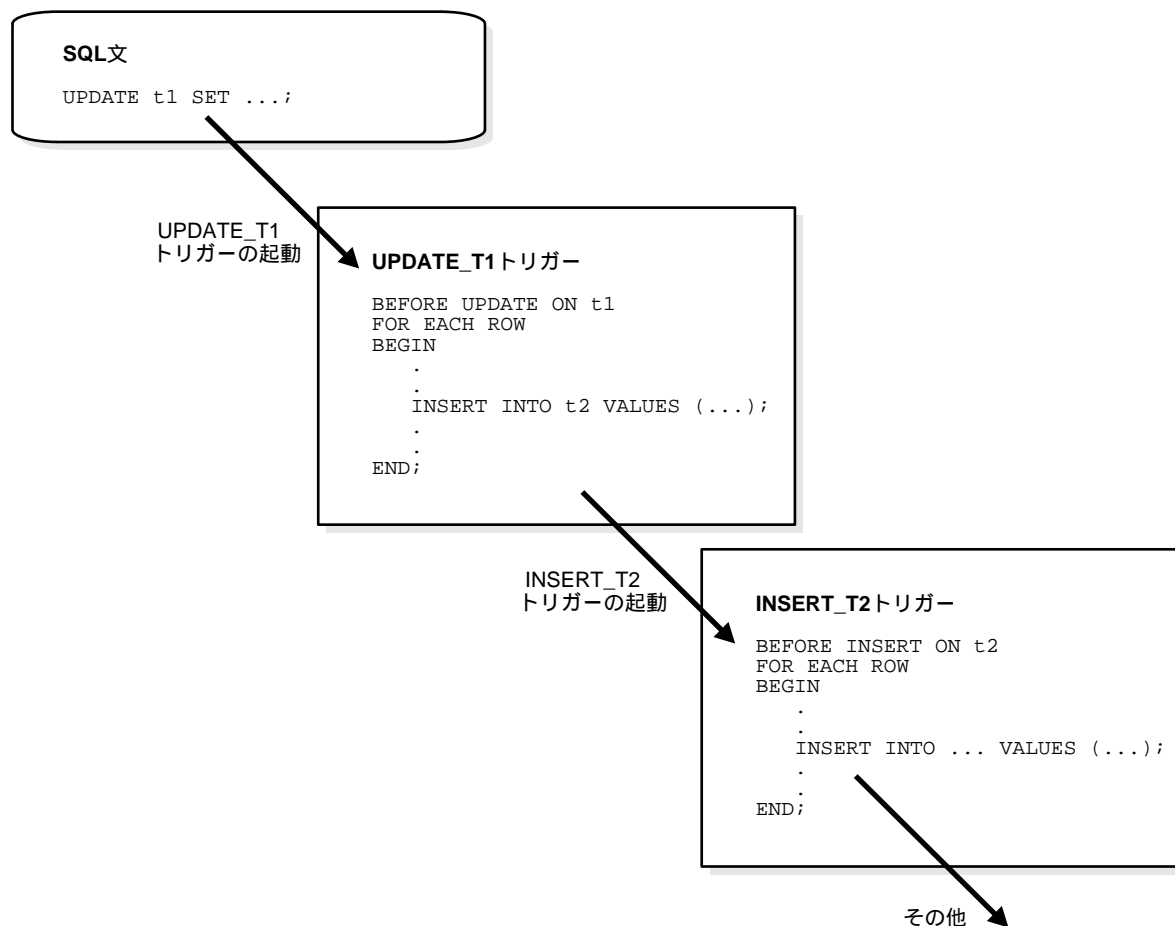 SQL文
UPDATE t1 SET ...;
UPDATE_T1
トリガーの起動
UPDATE_T1トリガー
BEFORE UPDATE ON t1
FOR EACH ROW
BEGIN
.
.
INSERT INTO t2 VALUES (...);
.
.
END;
INSERT_T2
トリガーの起動
INSERT_T2トリガー
BEFORE INSERT ON t2
FOR EACH ROW
BEGIN
.
.
INSERT INTO ... VALUES (...);
.
.
END;
その他